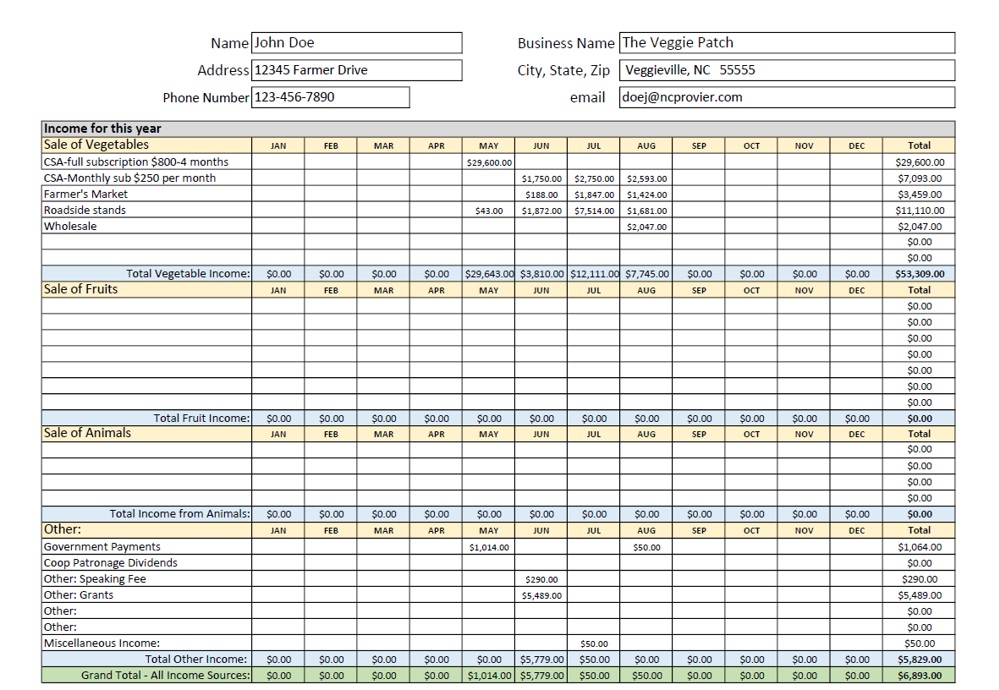 Name John Doe Business Name The Veggie Patch
Address 12345 Farmer Drive City, State, Zip Veggieville, NC 55555
Phone Number 123-456-7890 email doej@ncprovier.com
Income for this year
Sale of Vegetables JAN FEB MAR APR MAY JUN JUL AUG SEP OCT NOV DEC Total
CSA-full subscription $800-4 months $29,600.00 $29,600.00
CSA-Monthly sub $250 per month $1,750.00 $2,750.00 $2,593.00 $7,093.00
Farmer's Market $188.00 $1,847.00 $1,424.00 $3,459.00
Roadside stands $43.00 $1,872.00 $7,514.00 $1,681.00 $11,110.00
Wholesale $2,047.00 $2,047.00
$0.00
$0.00
Total Vegetable Income: $0.00 $0.00 $0.00 $0.00 $29,643.00 $3,810.00 $12,111.00 $7,745.00 $0.00 $0.00 $0.00 $0.00 $53,309.00
Sale of Fruits JAN FEB MAR APR MAY JUN JUL AUG SEP OCT NOV DEC Total
$0.00
$0.00
$0.00
$0.00
$0.00
$0.00
$0.00
Total Fruit Income: $0.00 $0.00 $0.00 $0.00 $0.00 $0.00 $0.00 $0.00 $0.00 $0.00 $0.00 $0.00 $0.00
Sale of Animals JAN FEB MAR APR MAY JUN JUL AUG SEP OCT NOV DEC Total
$0.00
$0.00
$0.00
$0.00
Total Income from Animals: $0.00 $0.00 $0.00 $0.00 $0.00 $0.00 $0.00 $0.00 $0.00 $0.00 $0.00 $0.00 $0.00
Other: JAN FEB MAR APR MAY JUN JUL AUG SEP OCT NOV DEC Total
Government Payments $1,014.00 $50.00 $1,064.00
Coop Patronage Dividends $0.00
Other: Speaking Fee $290.00 $290.00
Other: Grants $5,489.00 $5,489.00
Other: $0.00
Other: $0.00
Miscellaneous Income: $50.00 $50.00
Total Other Income: $0.00 $0.00 $0.00 $0.00 $0.00 $5,779.00 $50.00 $0.00 $0.00 $0.00 $0.00 $0.00 $5,829.00
Grand Total - All Income Sources: $0.00 $0.00 $0.00 $0.00 $1,014.00 $5,779.00 $50.00 $50.00 $0.00 $0.00 $0.00 $0.00 $6,893.00